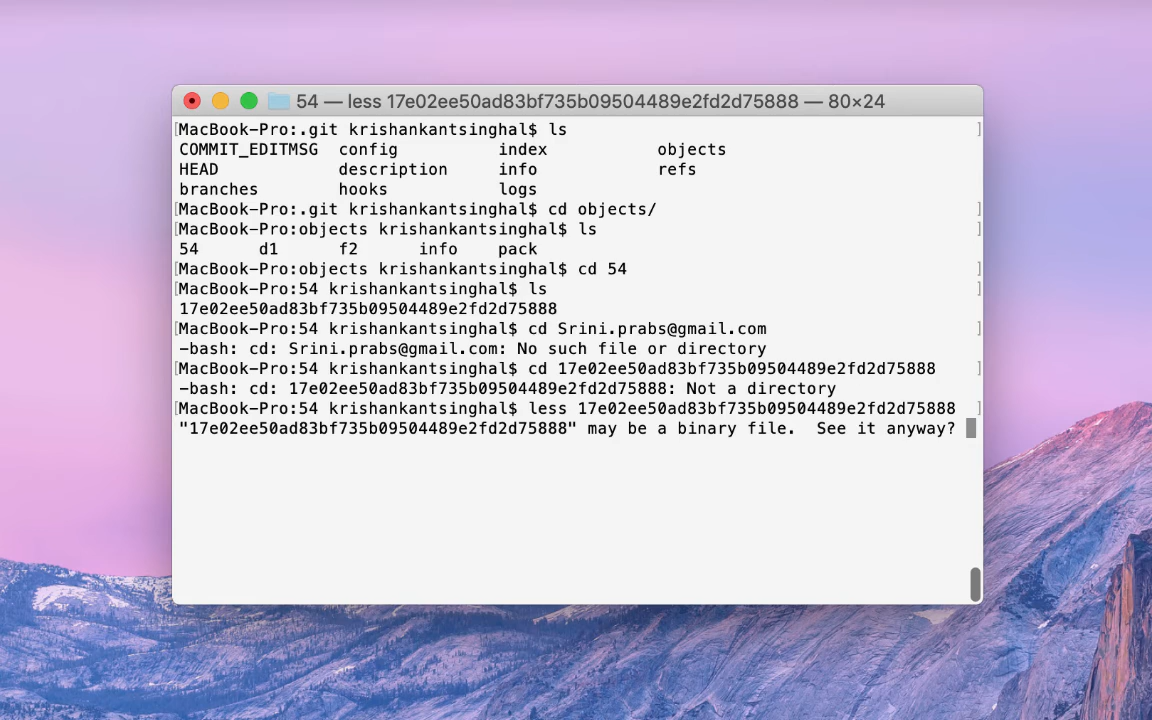 54 — less 17e02ee50ad83bf735b09504489e2fd2d75888 — 80×24
[MacBook-Pro:.git krishankantsinghal$ ls ]
COMMIT_EDITMSG config index objects
HEAD description info refs
branches hooks logs
[MacBook-Pro:.git krishankantsinghal$ cd objects/ ]
[MacBook-Pro:objects krishankantsinghal$ ls ]
54 d1 f2 info pack
[MacBook-Pro:objects krishankantsinghal$ cd 54 ]
[MacBook-Pro:54 krishankantsinghal$ ls ]
17e02ee50ad83bf735b09504489e2fd2d75888
[MacBook-Pro:54 krishankantsinghal$ cd Srini.prabs@gmail.com ]
-bash: cd: Srini.prabs@gmail.com: No such file or directory
[MacBook-Pro:54 krishankantsinghal$ cd 17e02ee50ad83bf735b09504489e2fd2d75888 ]
-bash: cd: 17e02ee50ad83bf735b09504489e2fd2d75888: Not a directory
[MacBook-Pro:54 krishankantsinghal$ less 17e02ee50ad83bf735b09504489e2fd2d75888 ]
"17e02ee50ad83bf735b09504489e2fd2d75888" may be a binary file.  See it anyway?